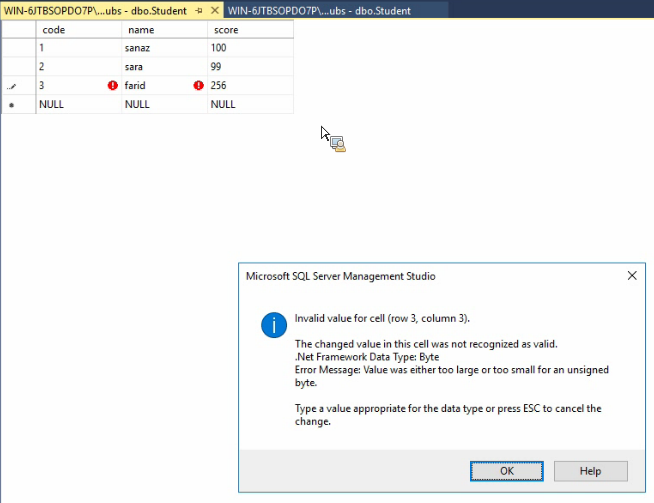 WIN-6JTBSOPDO7P\...ubs - dbo.Student WIN-6JTBSOPDO7P\...ubs - dbo.Student
code name score
1 sanaz 100
2 sara 99
3 farid 256
NULL NULL NULL
Microsoft SQL Server Management Studio
Invalid value for cell (row 3, column 3).
The changed value in this cell was not recognized as valid.
.Net Framework Data Type: Byte
Error Message: Value was either too large or too small for an unsigned
byte.
Type a value appropriate for the data type or press ESC to cancel the
change.
OK Help